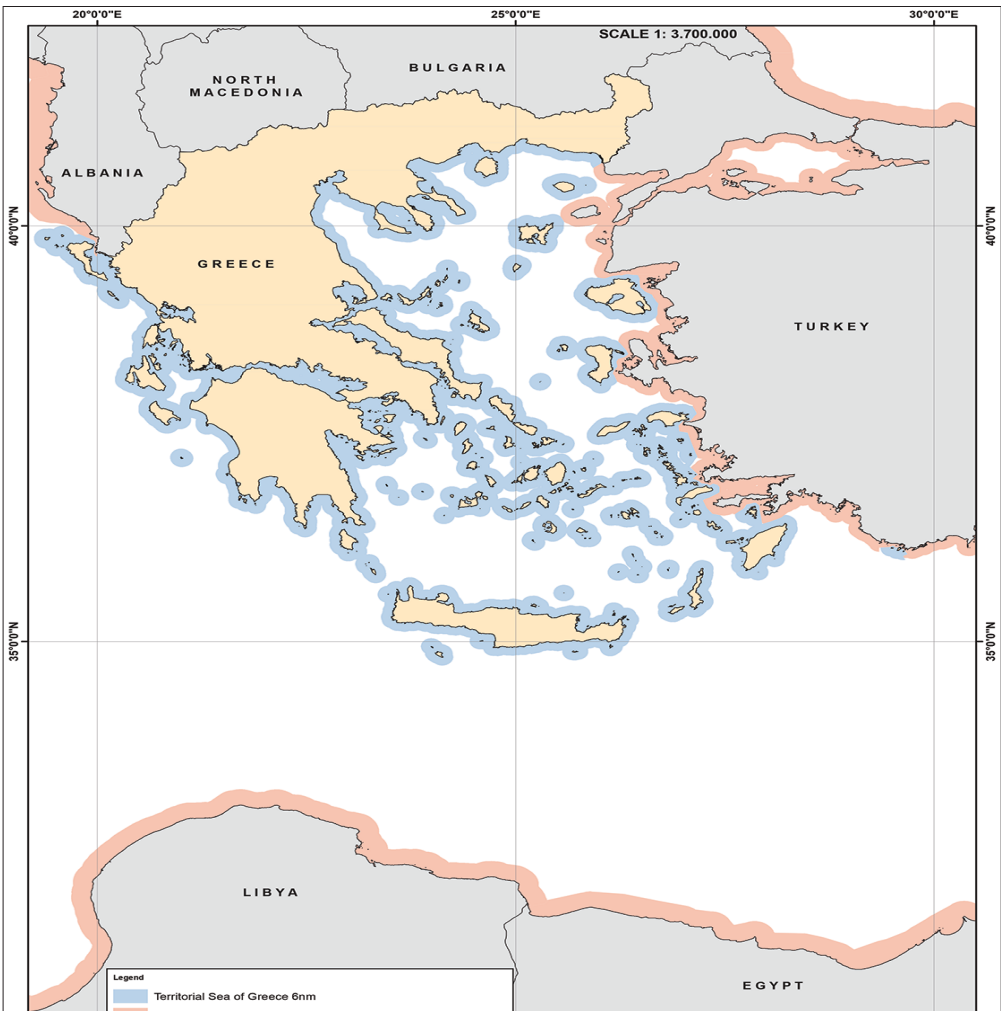 20°0'0"E
25°0'0"E
30°0'0"E
SCALE 1: 3.700.000
BULGARIA
NORTH
MACEDONIA
ALBANIA
40°0'0"N
40°0'0"N
GREECE
TURKEY
35°0'0"N
35°0'0"N
LIBYA
Legend
EGYPT
Territorial Sea of Greece 6nm